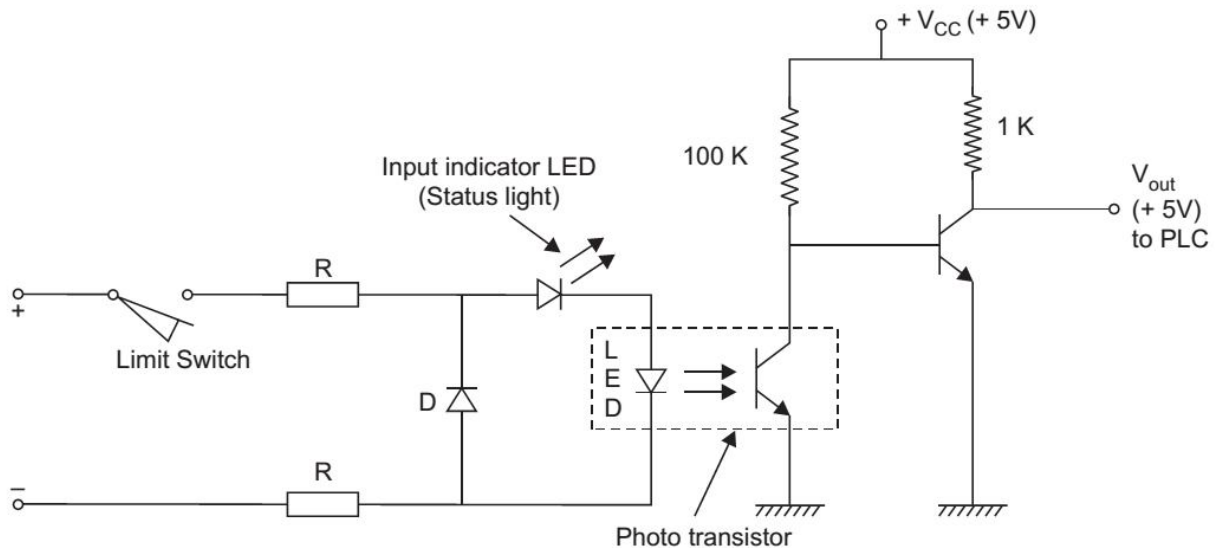 + V_CC (+ 5V)
100 K
1 K
Input indicator LED
(Status light)
V_out
(+ 5V)
to PLC
R
+
Limit Switch
L
E
D
D
R
–
Photo transistor